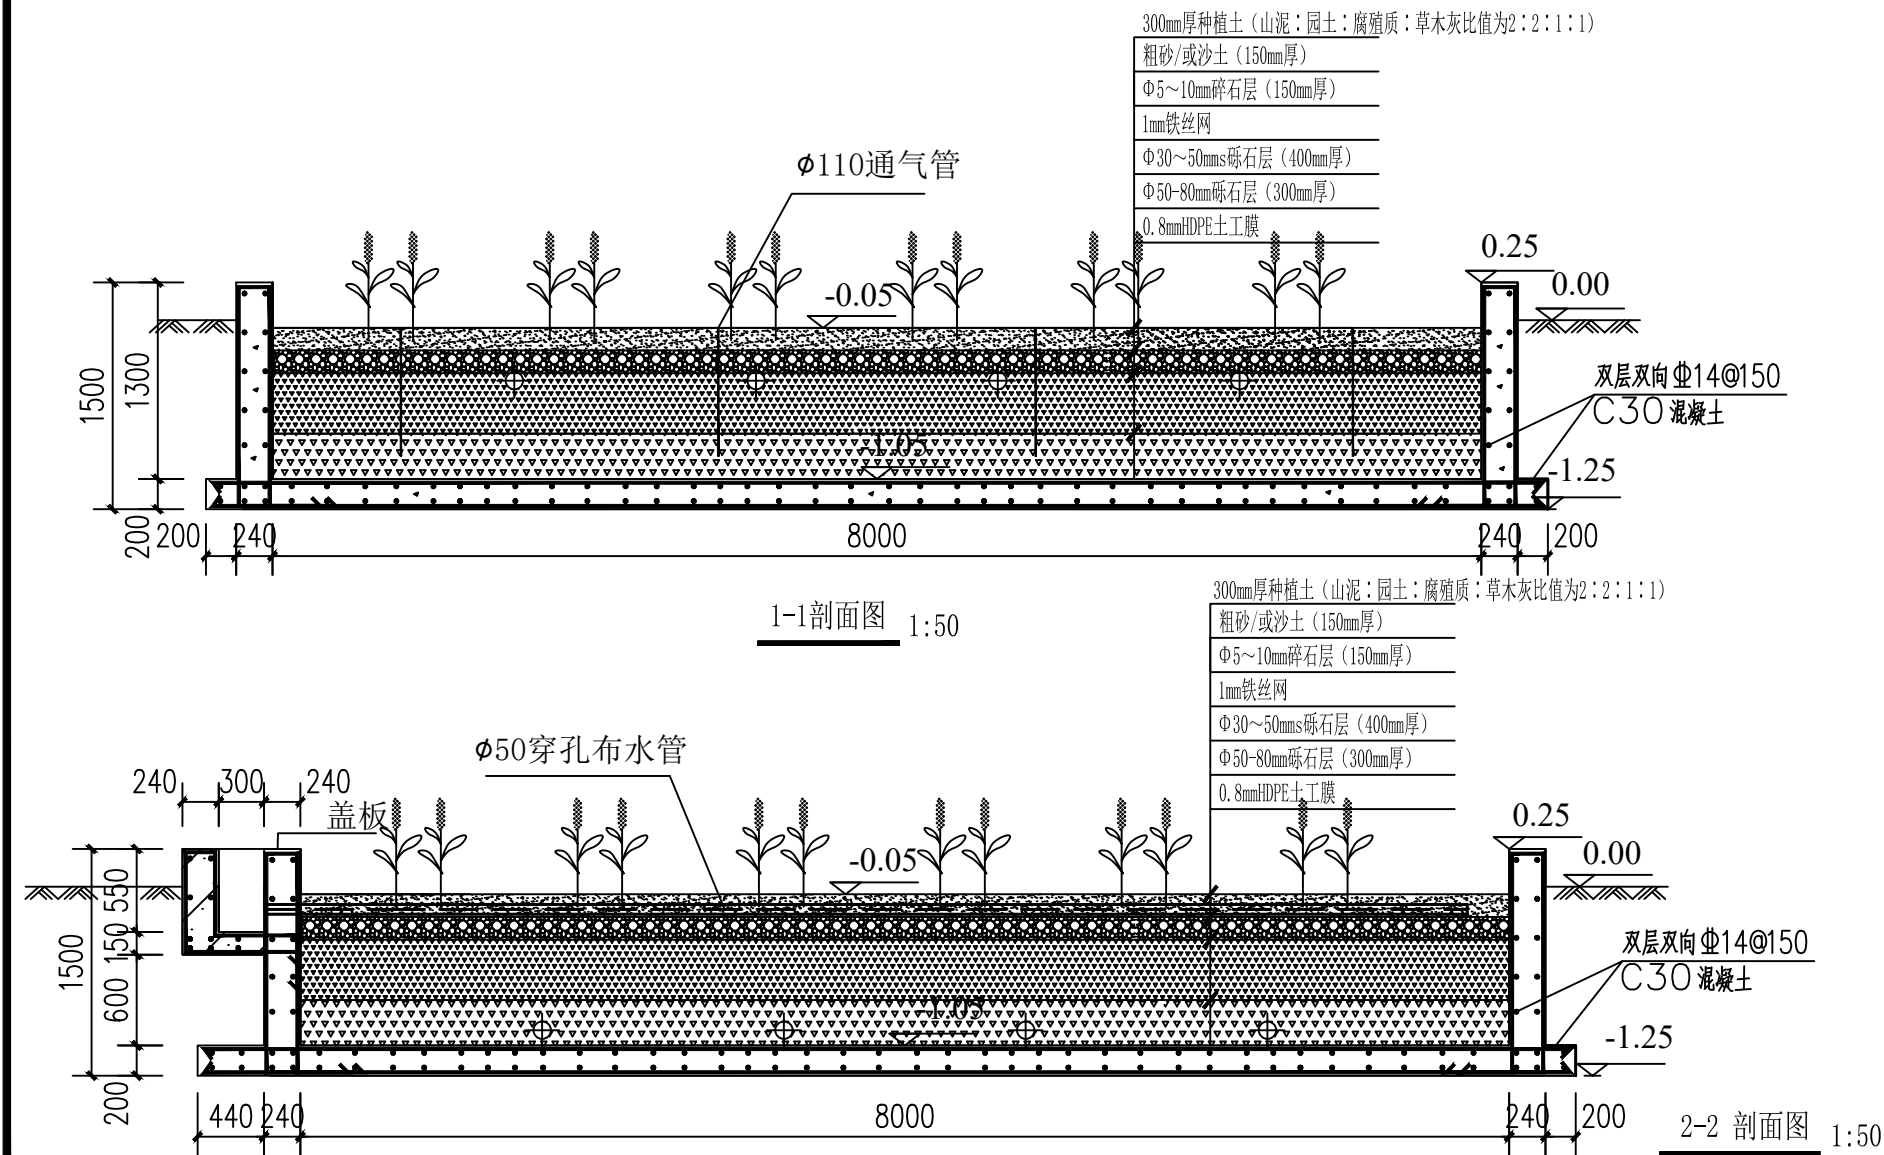 300mm厚种植土（山泥：园土：腐殖质：草木灰比值为2：2：1：1）
粗砂/或沙土（150mm厚）
Φ5～10mm碎石层（150mm厚）
1mm铁丝网
Φ30～50mms砾石层（400mm厚）
Φ50-80mm砾石层（300mm厚）
0.8mmHDPE土工膜
ϕ110通气管
0.25
0.00
-0.05
1500
1300
双层双向⌽14@150
C30混凝土
-1.05
-1.25
200
200
240
8000
240
200
1-1剖面图 1:50
300mm厚种植土（山泥：园土：腐殖质：草木灰比值为2：2：1：1）
粗砂/或沙土（150mm厚）
Φ5～10mm碎石层（150mm厚）
1mm铁丝网
Φ30～50mms砾石层（400mm厚）
Φ50-80mm砾石层（300mm厚）
0.8mmHDPE土工膜
ϕ50穿孔布水管
240
300
240
盖板
0.25
0.00
-0.05
1500
550
150
600
200
双层双向⌽14@150
C30混凝土
-1.05
-1.25
440
240
8000
240
200
2-2 剖面图 1:50